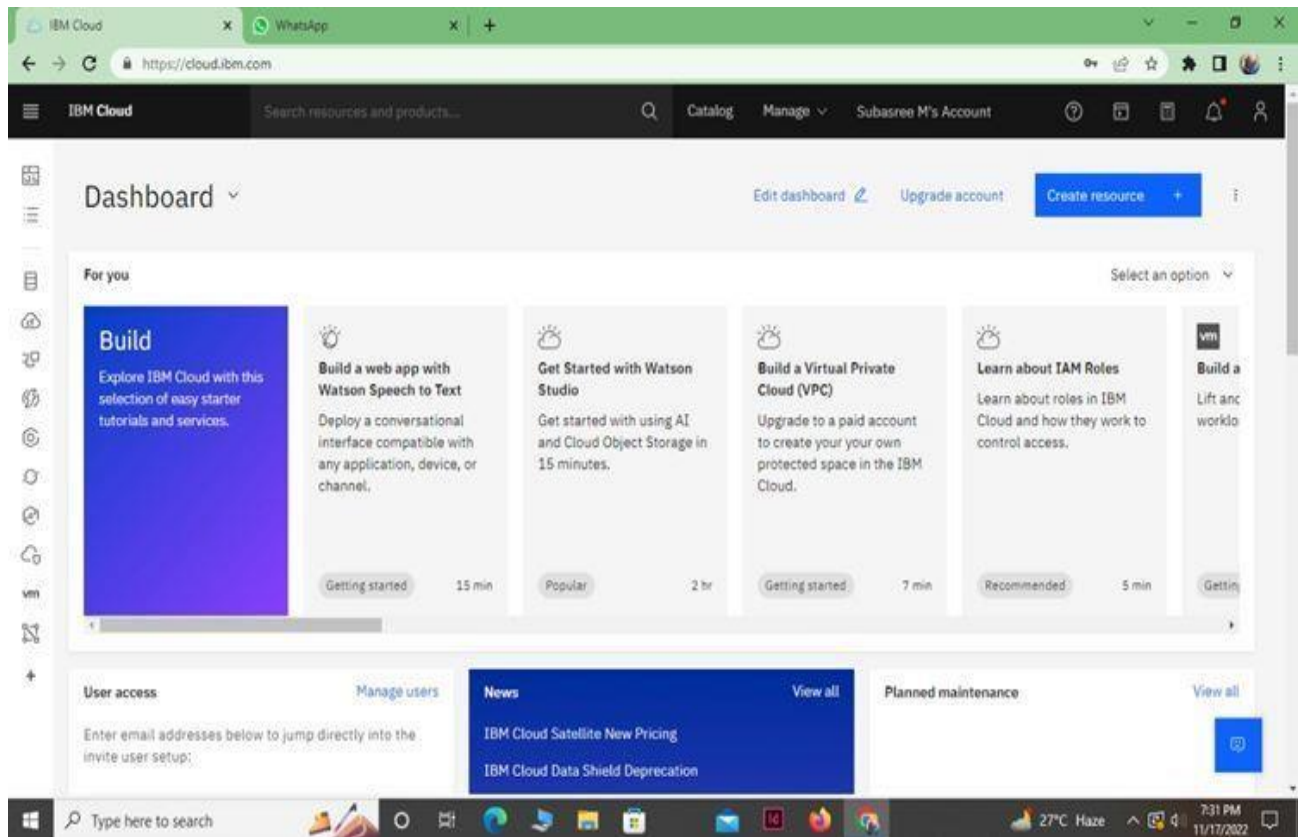 IBM Cloud
WhatsApp
https://cloud.ibm.com
IBM Cloud
Search resources and products...
Catalog
Manage
Subasree M's Account
Dashboard
Edit dashboard
Upgrade account
Create resource +
For you
Select an option
Build
Explore IBM Cloud with this
selection of easy starter
tutorials and services.
Build a web app with
Watson Speech to Text
Deploy a conversational
interface compatible with
any application, device, or
channel.
Getting started 15 min
Get Started with Watson
Studio
Get started with using AI
and Cloud Object Storage in
15 minutes.
Popular 2 hr
Build a Virtual Private
Cloud (VPC)
Upgrade to a paid account
to create your your own
protected space in the IBM
Cloud.
Getting started 7 min
Learn about IAM Roles
Learn about roles in IBM
Cloud and how they work to
control access.
Recommended 5 min
vm
Build a
Lift and
worklo
Getting
vm
User access
Manage users
Enter email addresses below to jump directly into the
invite user setup:
News
View all
IBM Cloud Satellite New Pricing
IBM Cloud Data Shield Deprecation
Planned maintenance
View all
Type here to search
Id
27°C Haze
7:31 PM
11/17/2022